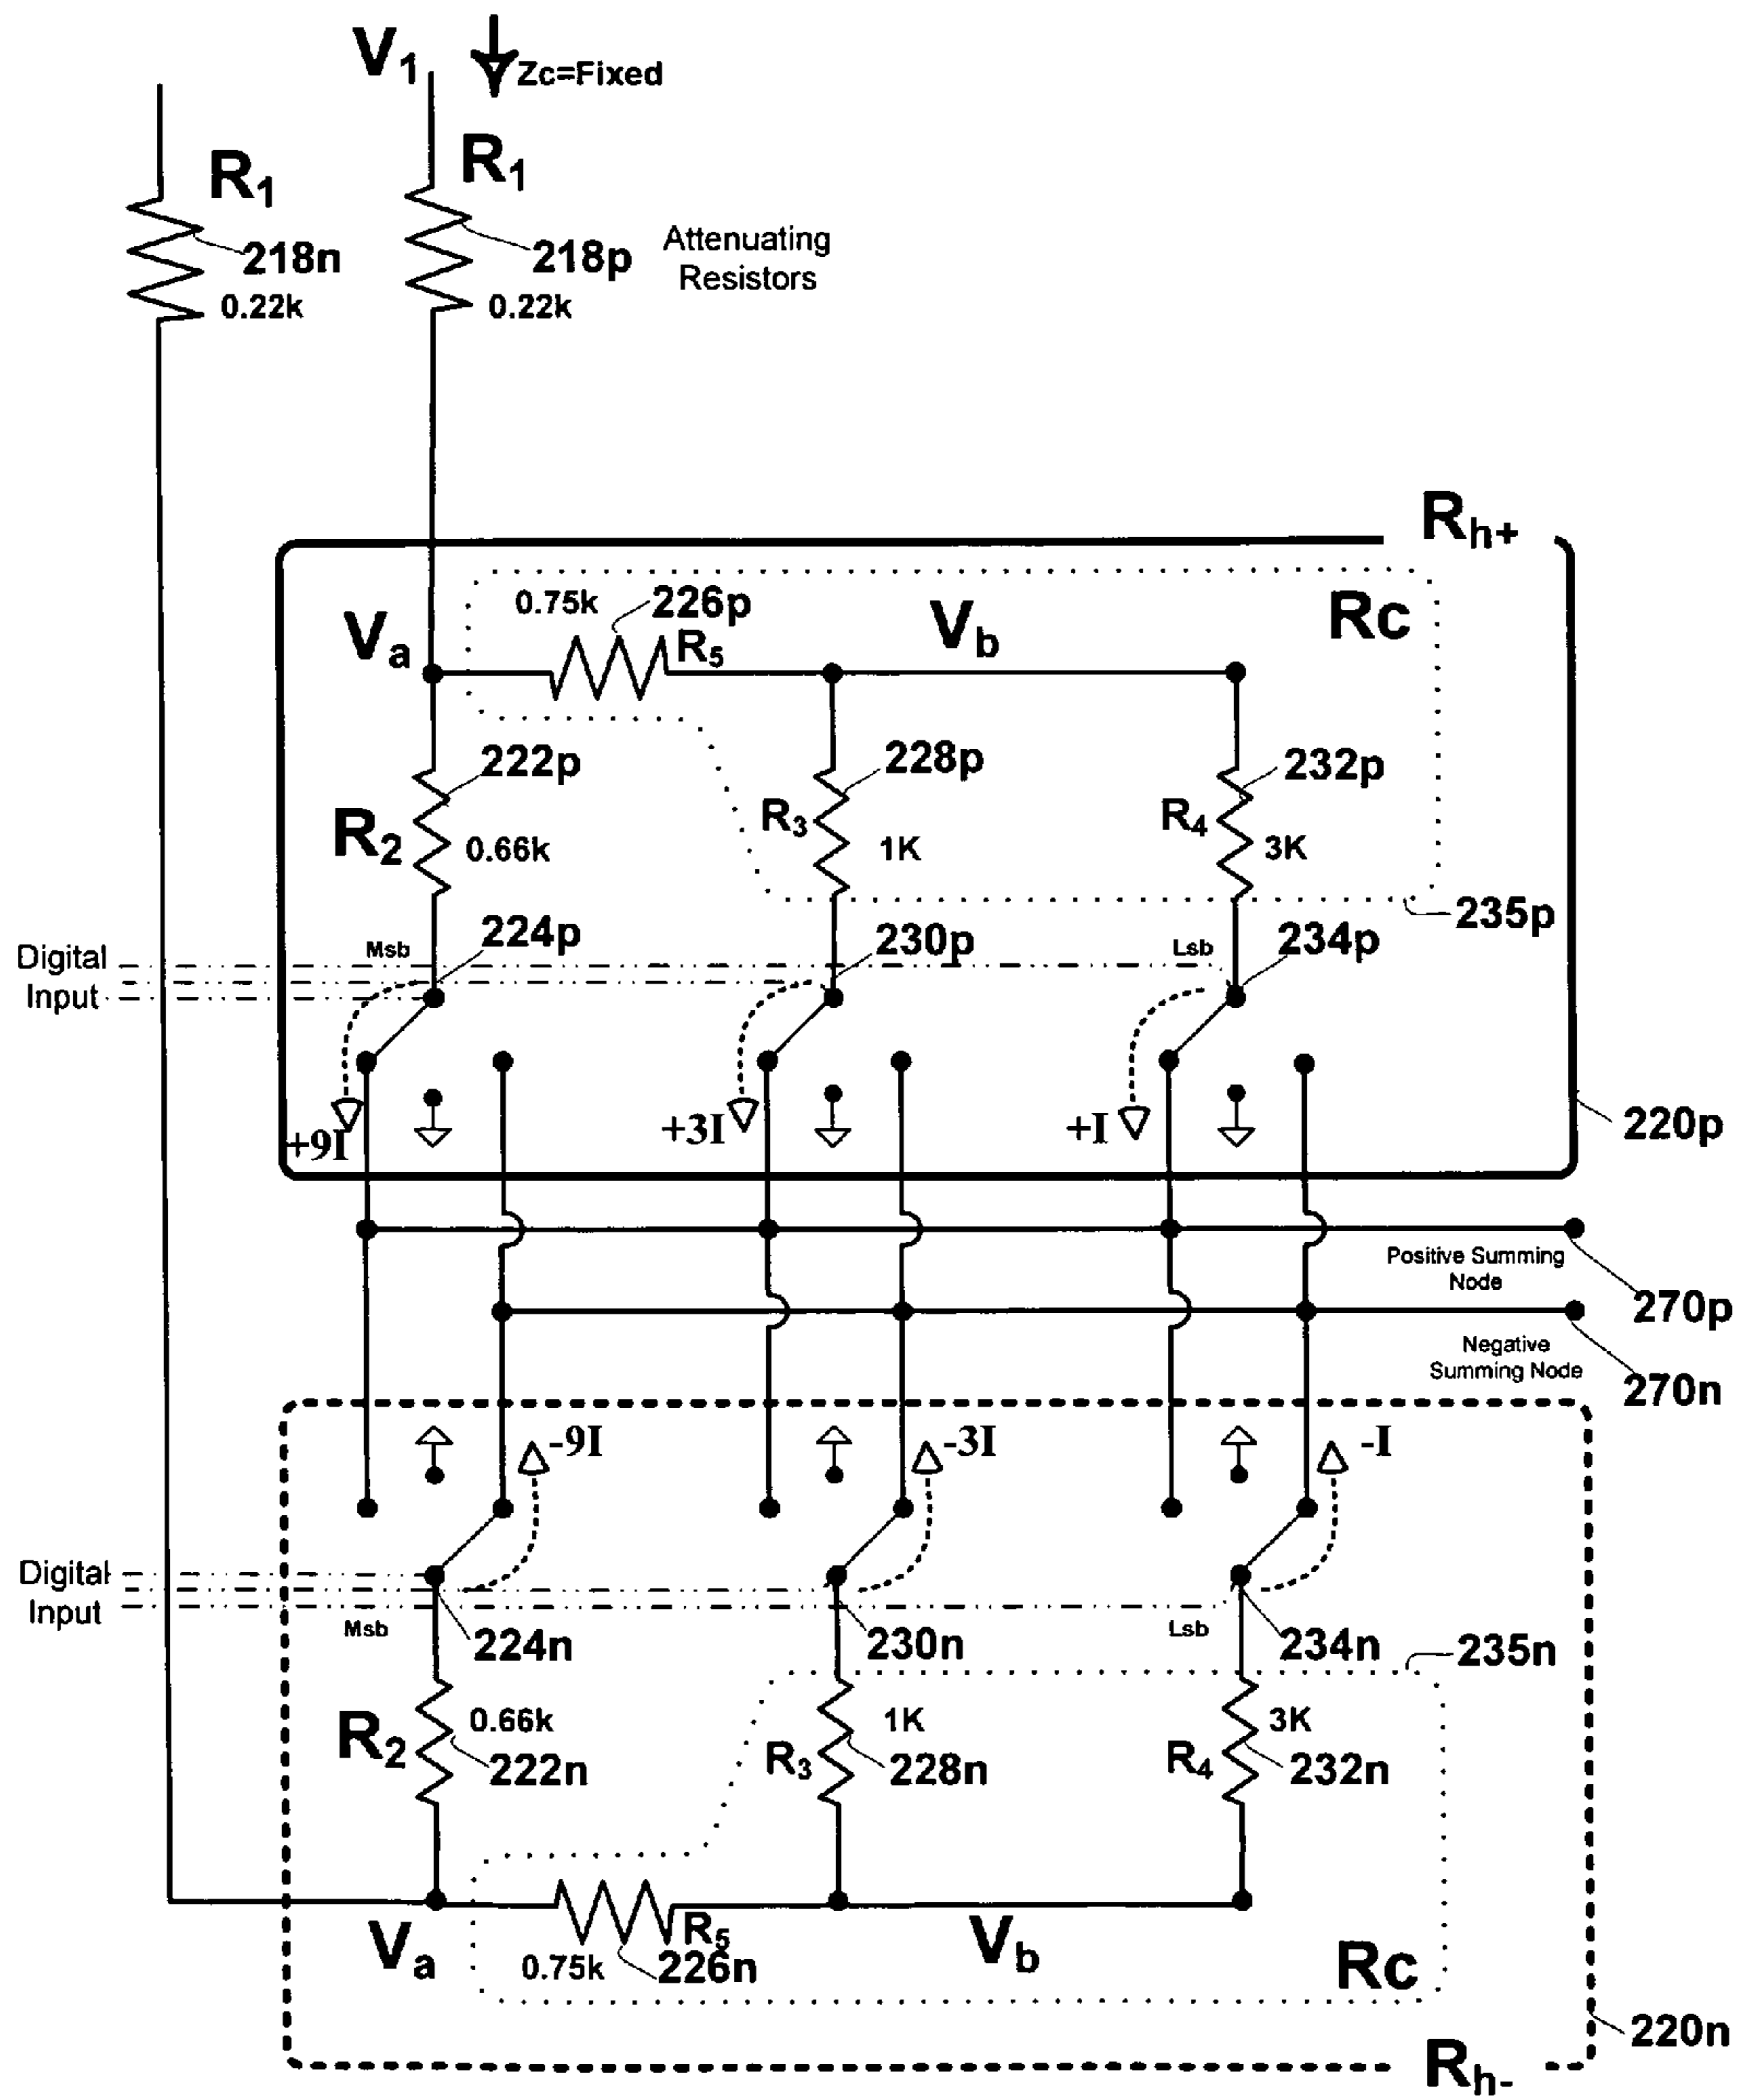 V1
Zc=Fixed
R1
R1
218n
218p
Attenuating
Resistors
0.22k
0.22k
Rh+
0.75k
226p
Va
R5
Vb
Rc
222p
228p
232p
R2
0.66k
R3
1K
R4
3K
235p
Digital
Input
Msb
224p
230p
Lsb
234p
+9I
+3I
+I
220p
Positive Summing
Node
270p
Negative
Summing Node
270n
-9I
-3I
-I
Digital
Input
Msb
224n
230n
Lsb
234n
235n
R2
0.66k
222n
R3
1K
228n
R4
3K
232n
Va
R5
0.75k
226n
Vb
Rc
220n
Rh-